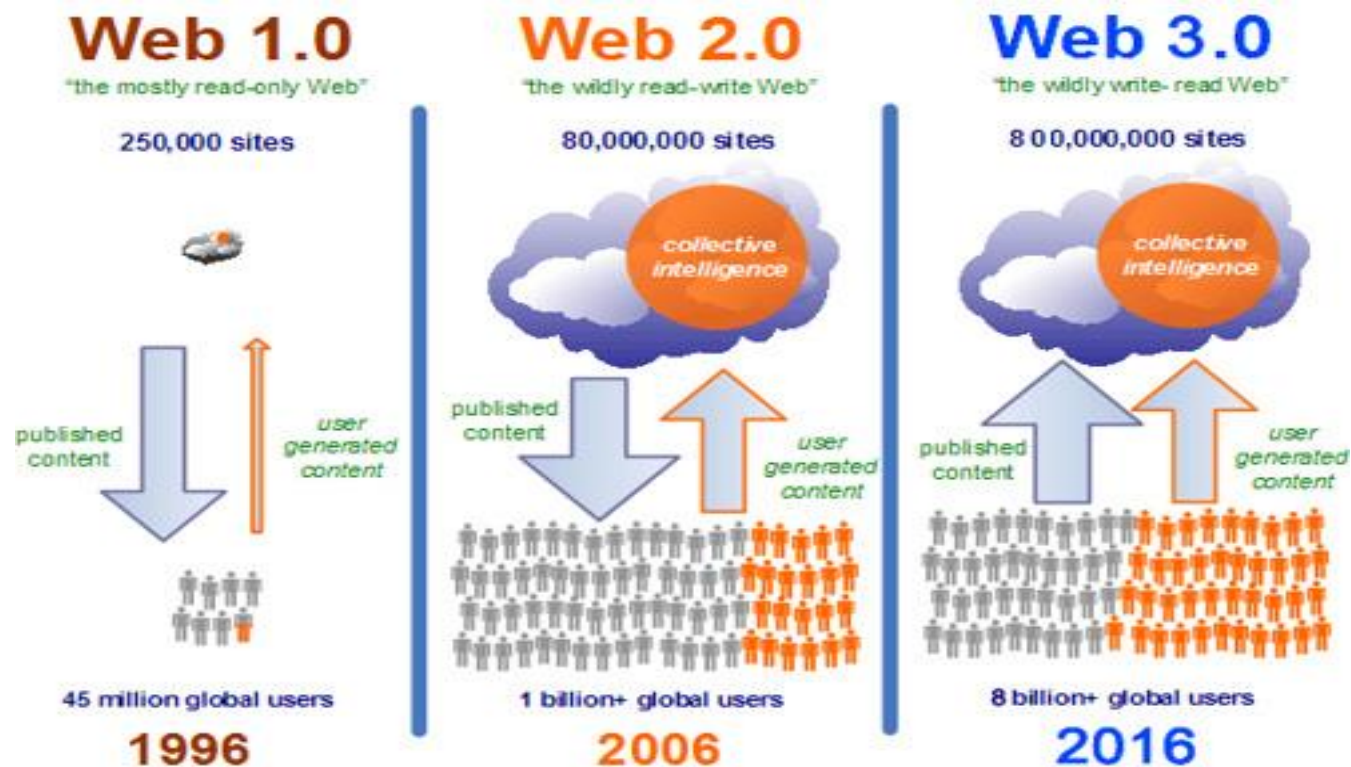 Web 1.0
"the mostly read-only Web"
250,000 sites
published
content
user
generated
content
45 million global users
1996
Web 2.0
"the wildly read-write Web"
80,000,000 sites
collective
intelligence
published
content
user
generated
content
1 billion+ global users
2006
Web 3.0
"the wildly write- read Web"
8 00,000,000 sites
collective
intelligence
published
content
user
generated
content
8 billion+ global users
2016